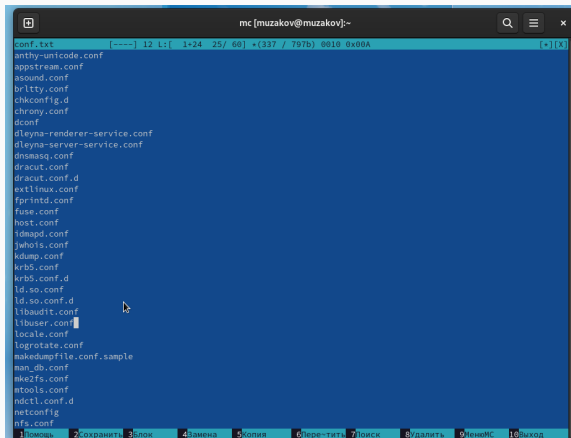 mc [muzakov@muzakov]:~
conf.txt [----] 12 L:[ 1+24 25/ 60] *(337 / 797b) 0010 0x00A [*][X]
anthy-unicode.conf
appstream.conf
asound.conf
brltty.conf
chkconfig.d
chrony.conf
dconf
dleyna-renderer-service.conf
dleyna-server-service.conf
dnsmasq.conf
dracut.conf
dracut.conf.d
extlinux.conf
fprintd.conf
fuse.conf
host.conf
idmapd.conf
jwhois.conf
kdump.conf
krb5.conf
krb5.conf.d
ld.so.conf
ld.so.conf.d
libaudit.conf
libuser.conf
locale.conf
logrotate.conf
makedumpfile.conf.sample
man_db.conf
mke2fs.conf
mtools.conf
ndctl.conf.d
netconfig
nfs.conf
1Помощь 2Сохранить 3Блок 4Замена 5Копия 6Пере~тить 7Поиск 8Удалить 9МенюMC 10Выход